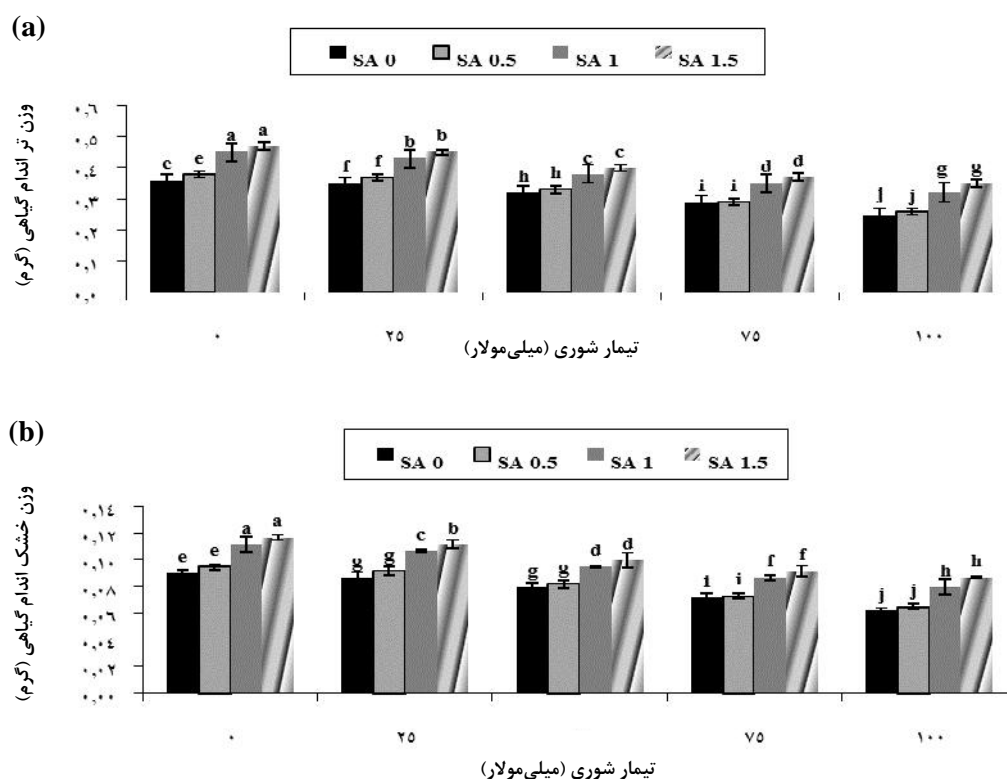 (a)
SA 0 SA 0.5 SA 1 SA 1.5
وزن تر اندام گیاهی (گرم)
۰,۶
۰,۵
۰,۴
۰,۳
۰,۲
۰,۱
۰,۰
c e a a f f b b h h c c i i d d j j g g
۰ ۲۵ ۷۵ ۱۰۰
تیمار شوری (میلی‌مولار)
(b)
SA 0 SA 0.5 SA 1 SA 1.5
وزن خشک اندام گیاهی (گرم)
۰,۱۴
۰,۱۲
۰,۱۰
۰,۰۸
۰,۰۶
۰,۰۴
۰,۰۲
۰,۰۰
e e a a g g c b g g d d i i f f j j h h
۰ ۲۵ ۷۵ ۱۰۰
تیمار شوری (میلی‌مولار)